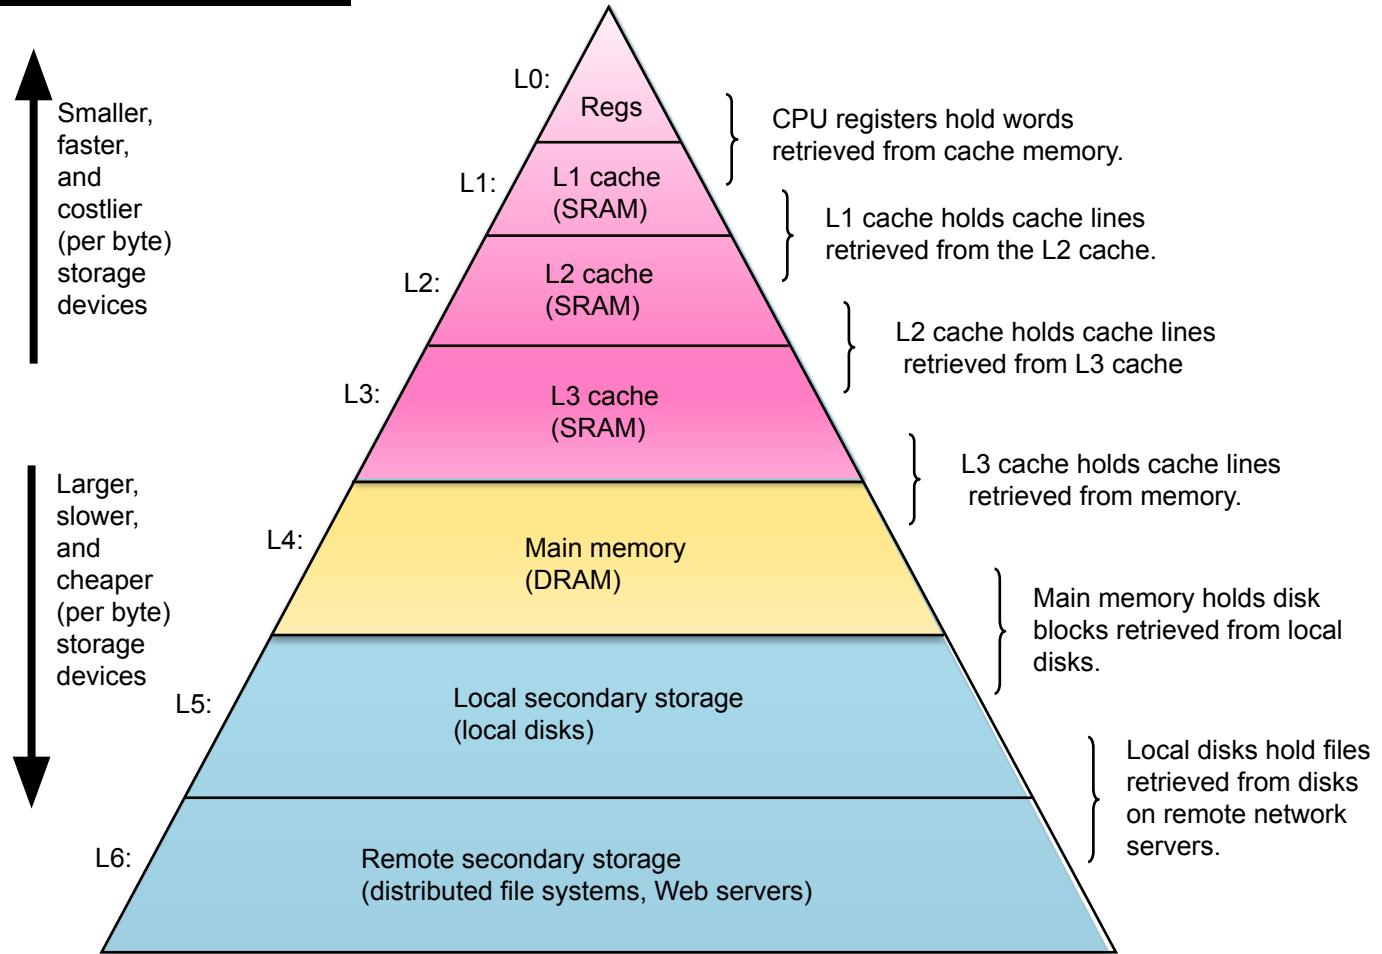 L0:
Regs
Smaller,
faster,
and
costlier
(per byte)
storage
devices
CPU registers hold words
retrieved from cache memory.
L1:
L1 cache
(SRAM)
L1 cache holds cache lines
retrieved from the L2 cache.
L2:
L2 cache
(SRAM)
L2 cache holds cache lines
retrieved from L3 cache
L3:
L3 cache
(SRAM)
L3 cache holds cache lines
retrieved from memory.
Larger,
slower,
and
cheaper
(per byte)
storage
devices
L4:
Main memory
(DRAM)
Main memory holds disk
blocks retrieved from local
disks.
L5:
Local secondary storage
(local disks)
Local disks hold files
retrieved from disks
on remote network
servers.
L6:
Remote secondary storage
(distributed file systems, Web servers)